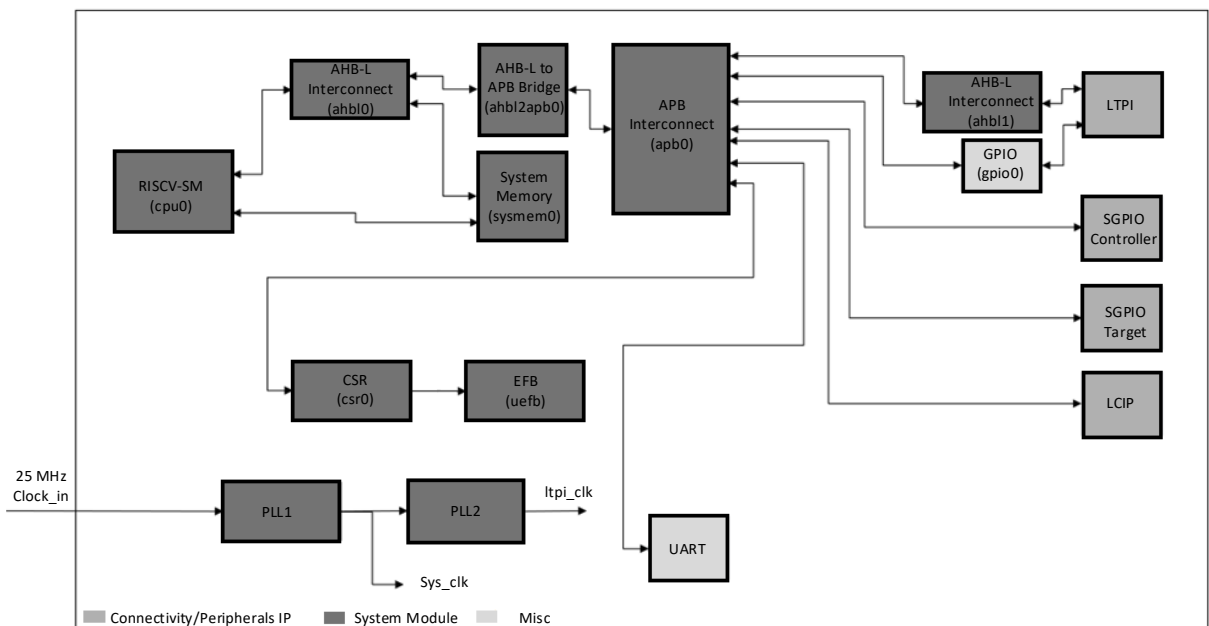 AHB-L
Interconnect
(ahbl0)
AHB-L to
APB Bridge
(ahbl2apb0)
APB
Interconnect
(apb0)
AHB-L
Interconnect
(ahbl1)
LTPI
GPIO
(gpio0)
RISCV-SM
(cpu0)
System
Memory
(sysmem0)
SGPIO
Controller
SGPIO
Target
CSR
(csr0)
EFB
(uefb)
LCIP
25 MHz
Clock_in
PLL1
PLL2
ltpi_clk
UART
Sys_clk
Connectivity/Peripherals IP
System Module
Misc